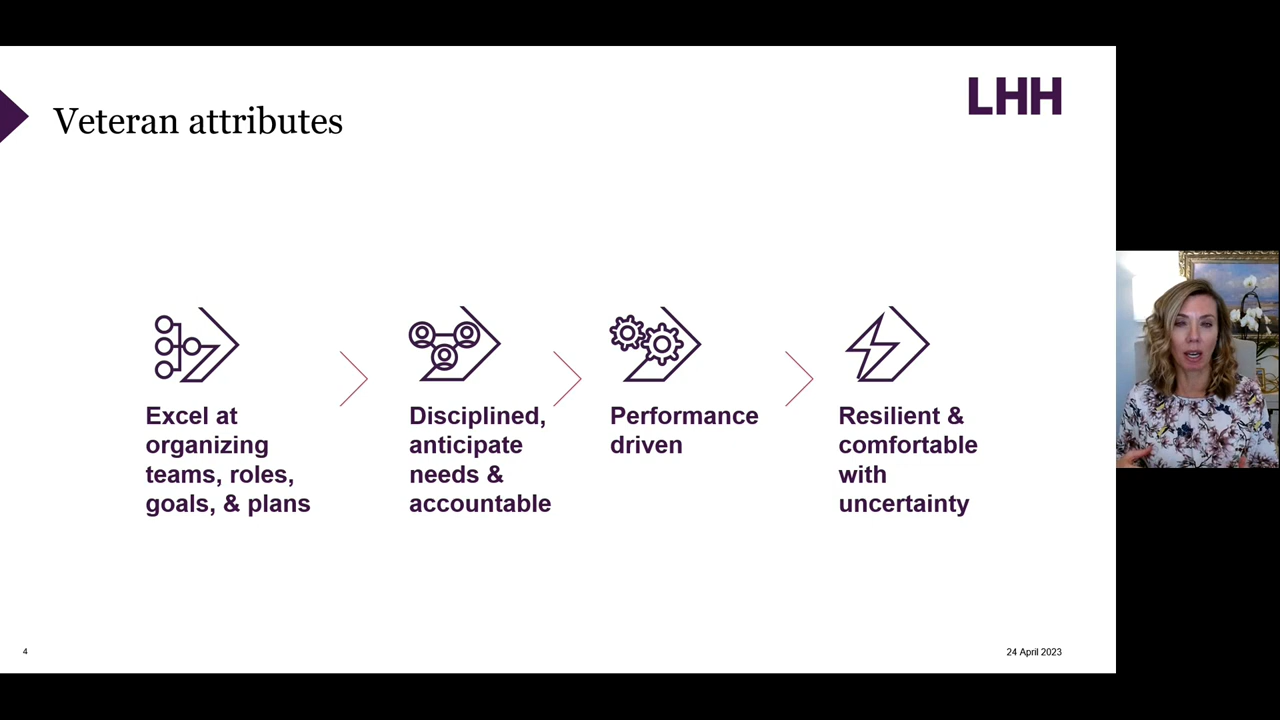 LHH
Veteran attributes
Excel at
organizing
teams, roles,
goals, & plans
Disciplined,
anticipate
needs &
accountable
Performance
driven
Resilient &
comfortable
with
uncertainty
4
24 April 2023